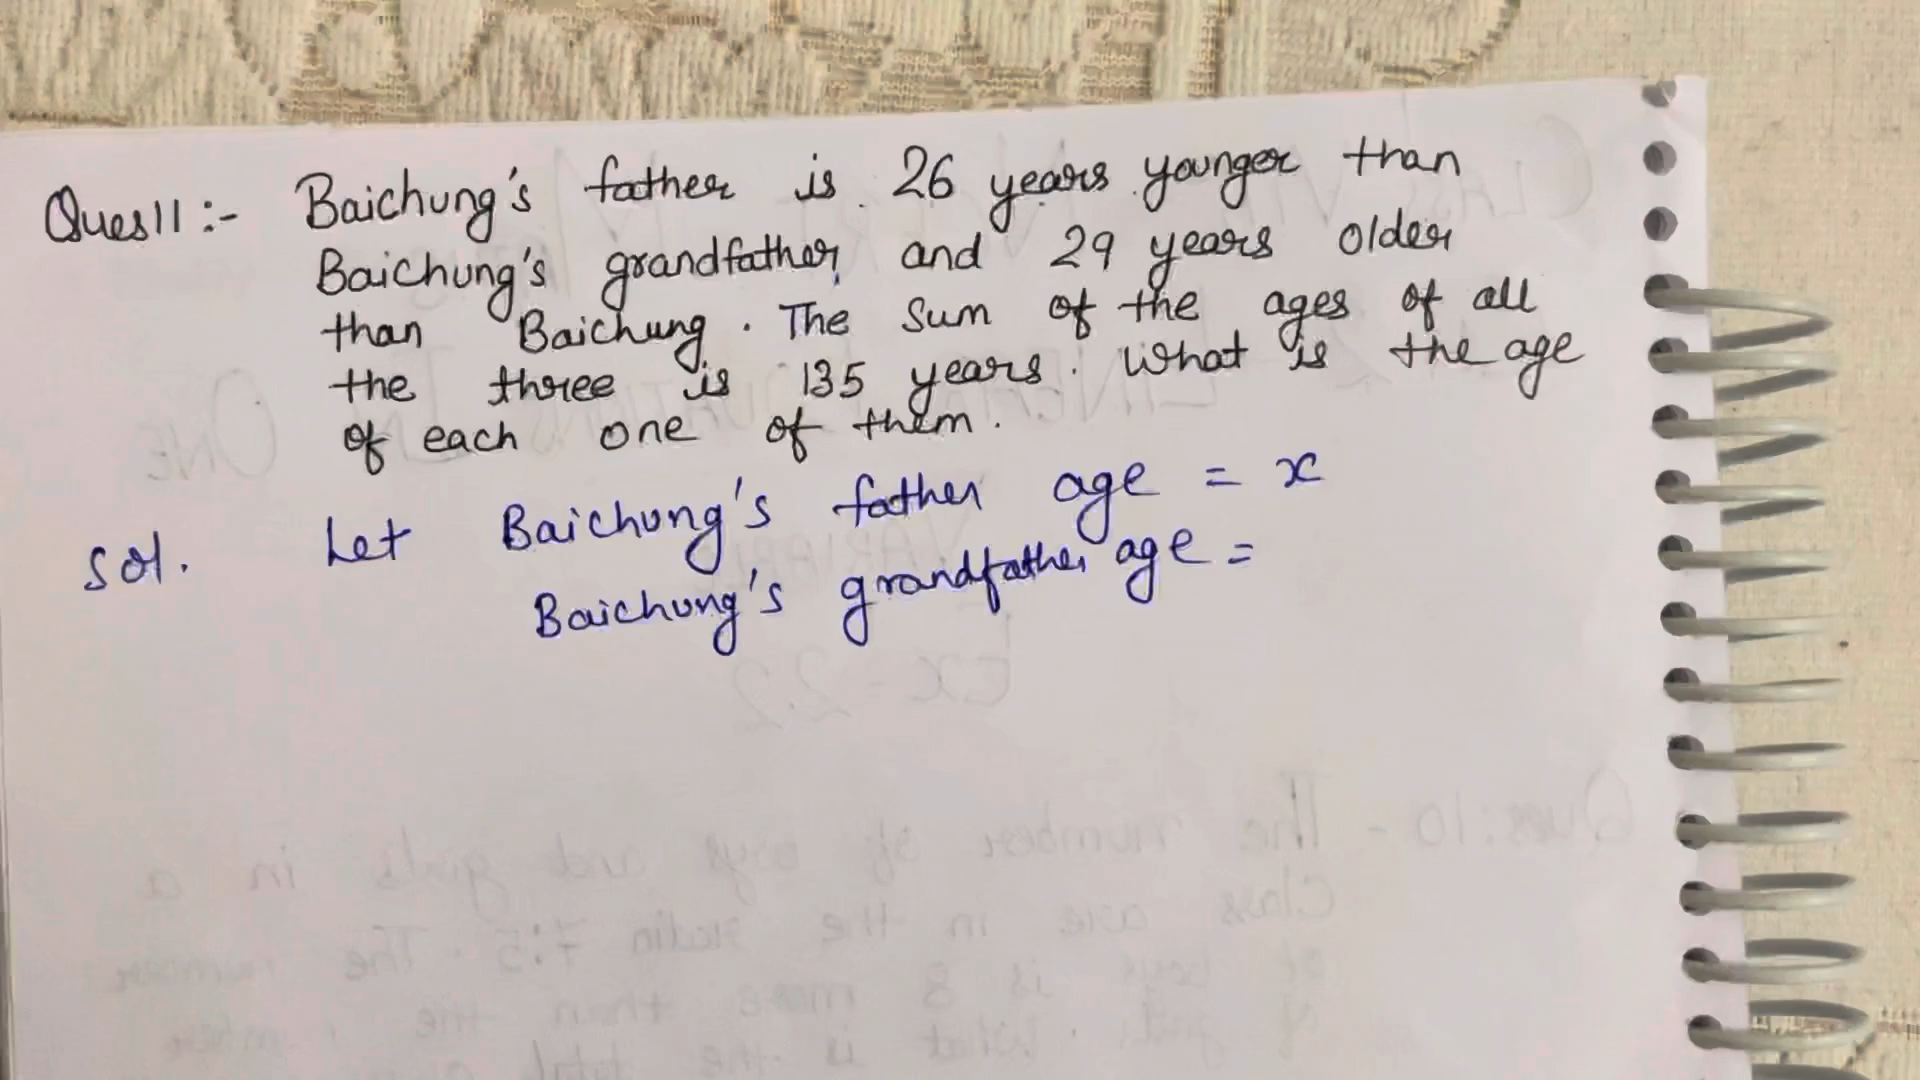 Ques11 :- Baichung's father is 26 years younger than
Baichung's grandfather and 29 years older
than Baichung. The Sum of the ages of all
the three is 135 years. What is the age
of each one of them.
Sol. Let Baichung's father age = x
Baichung's grandfather age =